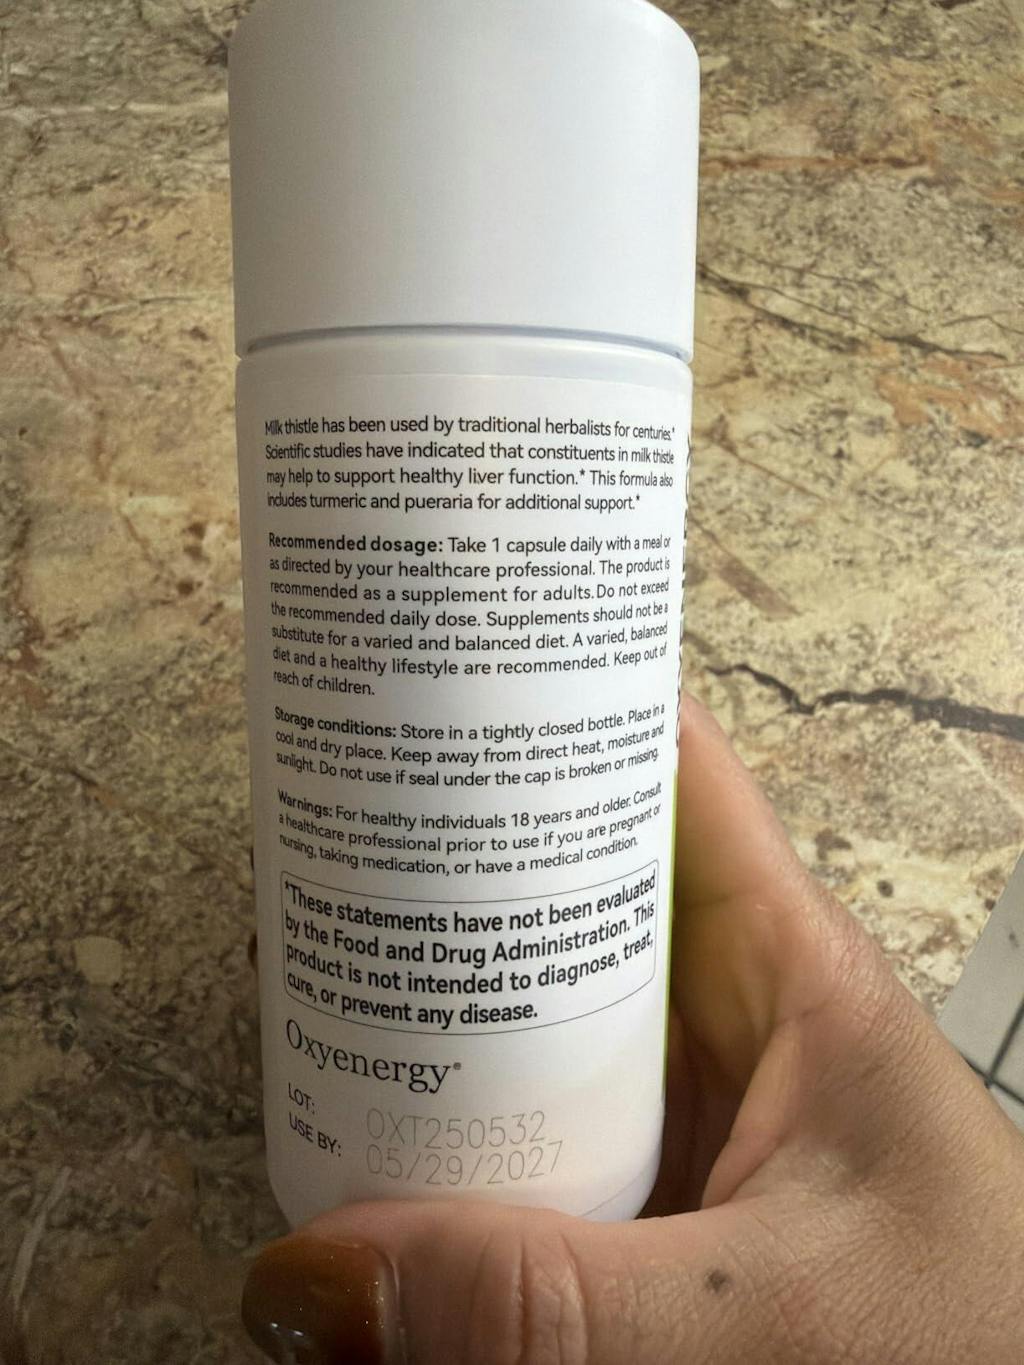 Milk thistle has been used by traditional herbalists for centuries.*
Scientific studies have indicated that constituents in milk thistle
may help to support healthy liver function.* This formula also
includes turmeric and pueraria for additional support.*
Recommended dosage: Take 1 capsule daily with a meal or
as directed by your healthcare professional. The product is
recommended as a supplement for adults. Do not exceed
the recommended daily dose. Supplements should not be a
substitute for a varied and balanced diet. A varied, balanced
diet and a healthy lifestyle are recommended. Keep out of
reach of children.
Storage conditions: Store in a tightly closed bottle. Place in a
cool and dry place. Keep away from direct heat, moisture and
sunlight. Do not use if seal under the cap is broken or missing.
Warnings: For healthy individuals 18 years and older. Consult
a healthcare professional prior to use if you are pregnant or
nursing, taking medication, or have a medical condition.
*These statements have not been evaluated
by the Food and Drug Administration. This
product is not intended to diagnose, treat,
cure, or prevent any disease.
Oxyenergy®
LOT: OXT250532
USE BY: 05/29/2027